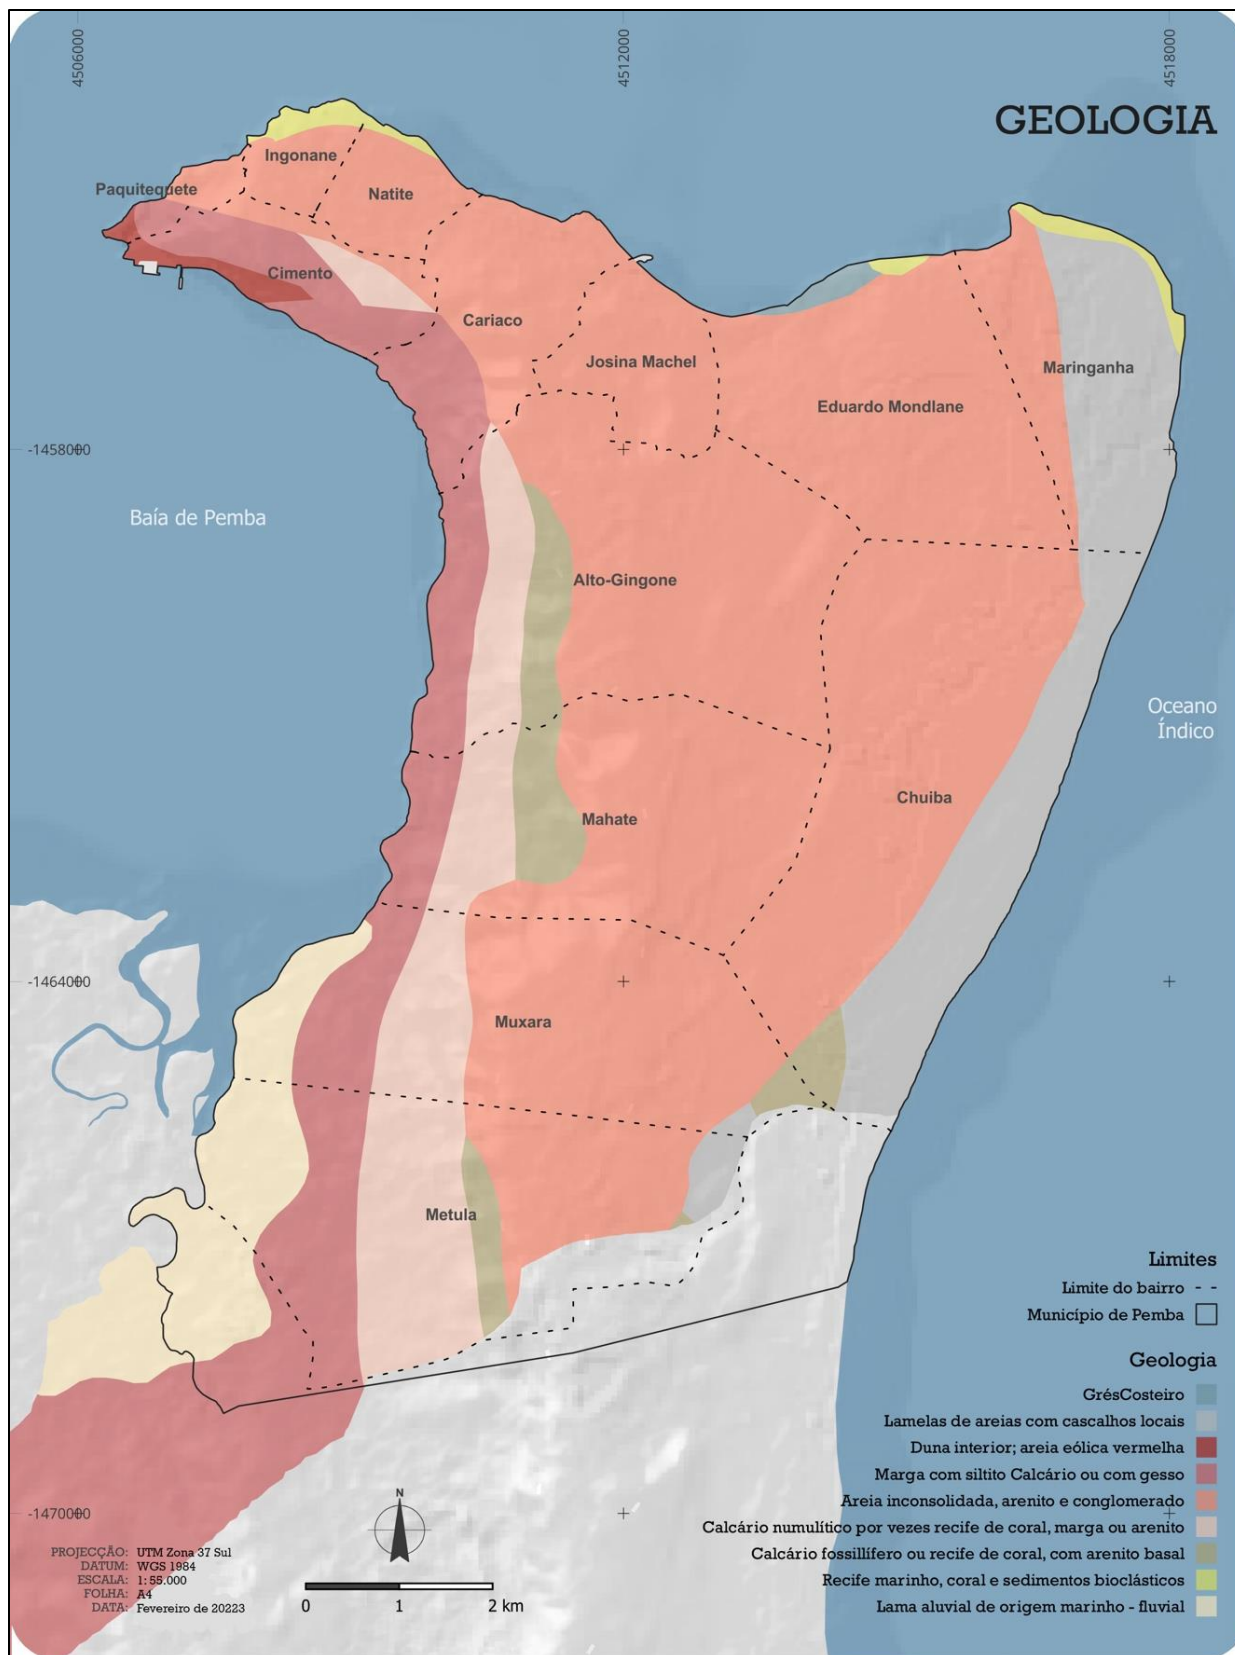 4506000
4512000
4518000
GEOLOGIA
Ingonane
Paquitequete
Natite
Cimento
Cariaco
Josina Machel
Maringanha
Eduardo Mondlane
-1458000
Baía de Pemba
Alto-Gingone
Oceano
Índico
Chuiba
Mahate
-1464000
Muxara
Metula
Limites
Limite do bairro
Município de Pemba
Geologia
GrésCosteiro
Lamelas de areias com cascalhos locais
Duna interior; areia eólica vermelha
Marga com siltito Calcário ou com gesso
Areia inconsolidada, arenito e conglomerado
Calcário numulítico por vezes recife de coral, marga ou arenito
Calcário fossillífero ou recife de coral, com arenito basal
Recife marinho, coral e sedimentos bioclásticos
Lama aluvial de origem marinho - fluvial
-1470000
N
PROJECÇÃO: UTM Zona 37 Sul
DATUM: WGS 1984
ESCALA: 1: 55.000
FOLHA: A4
DATA: Fevereiro de 20223
0 1 2 km